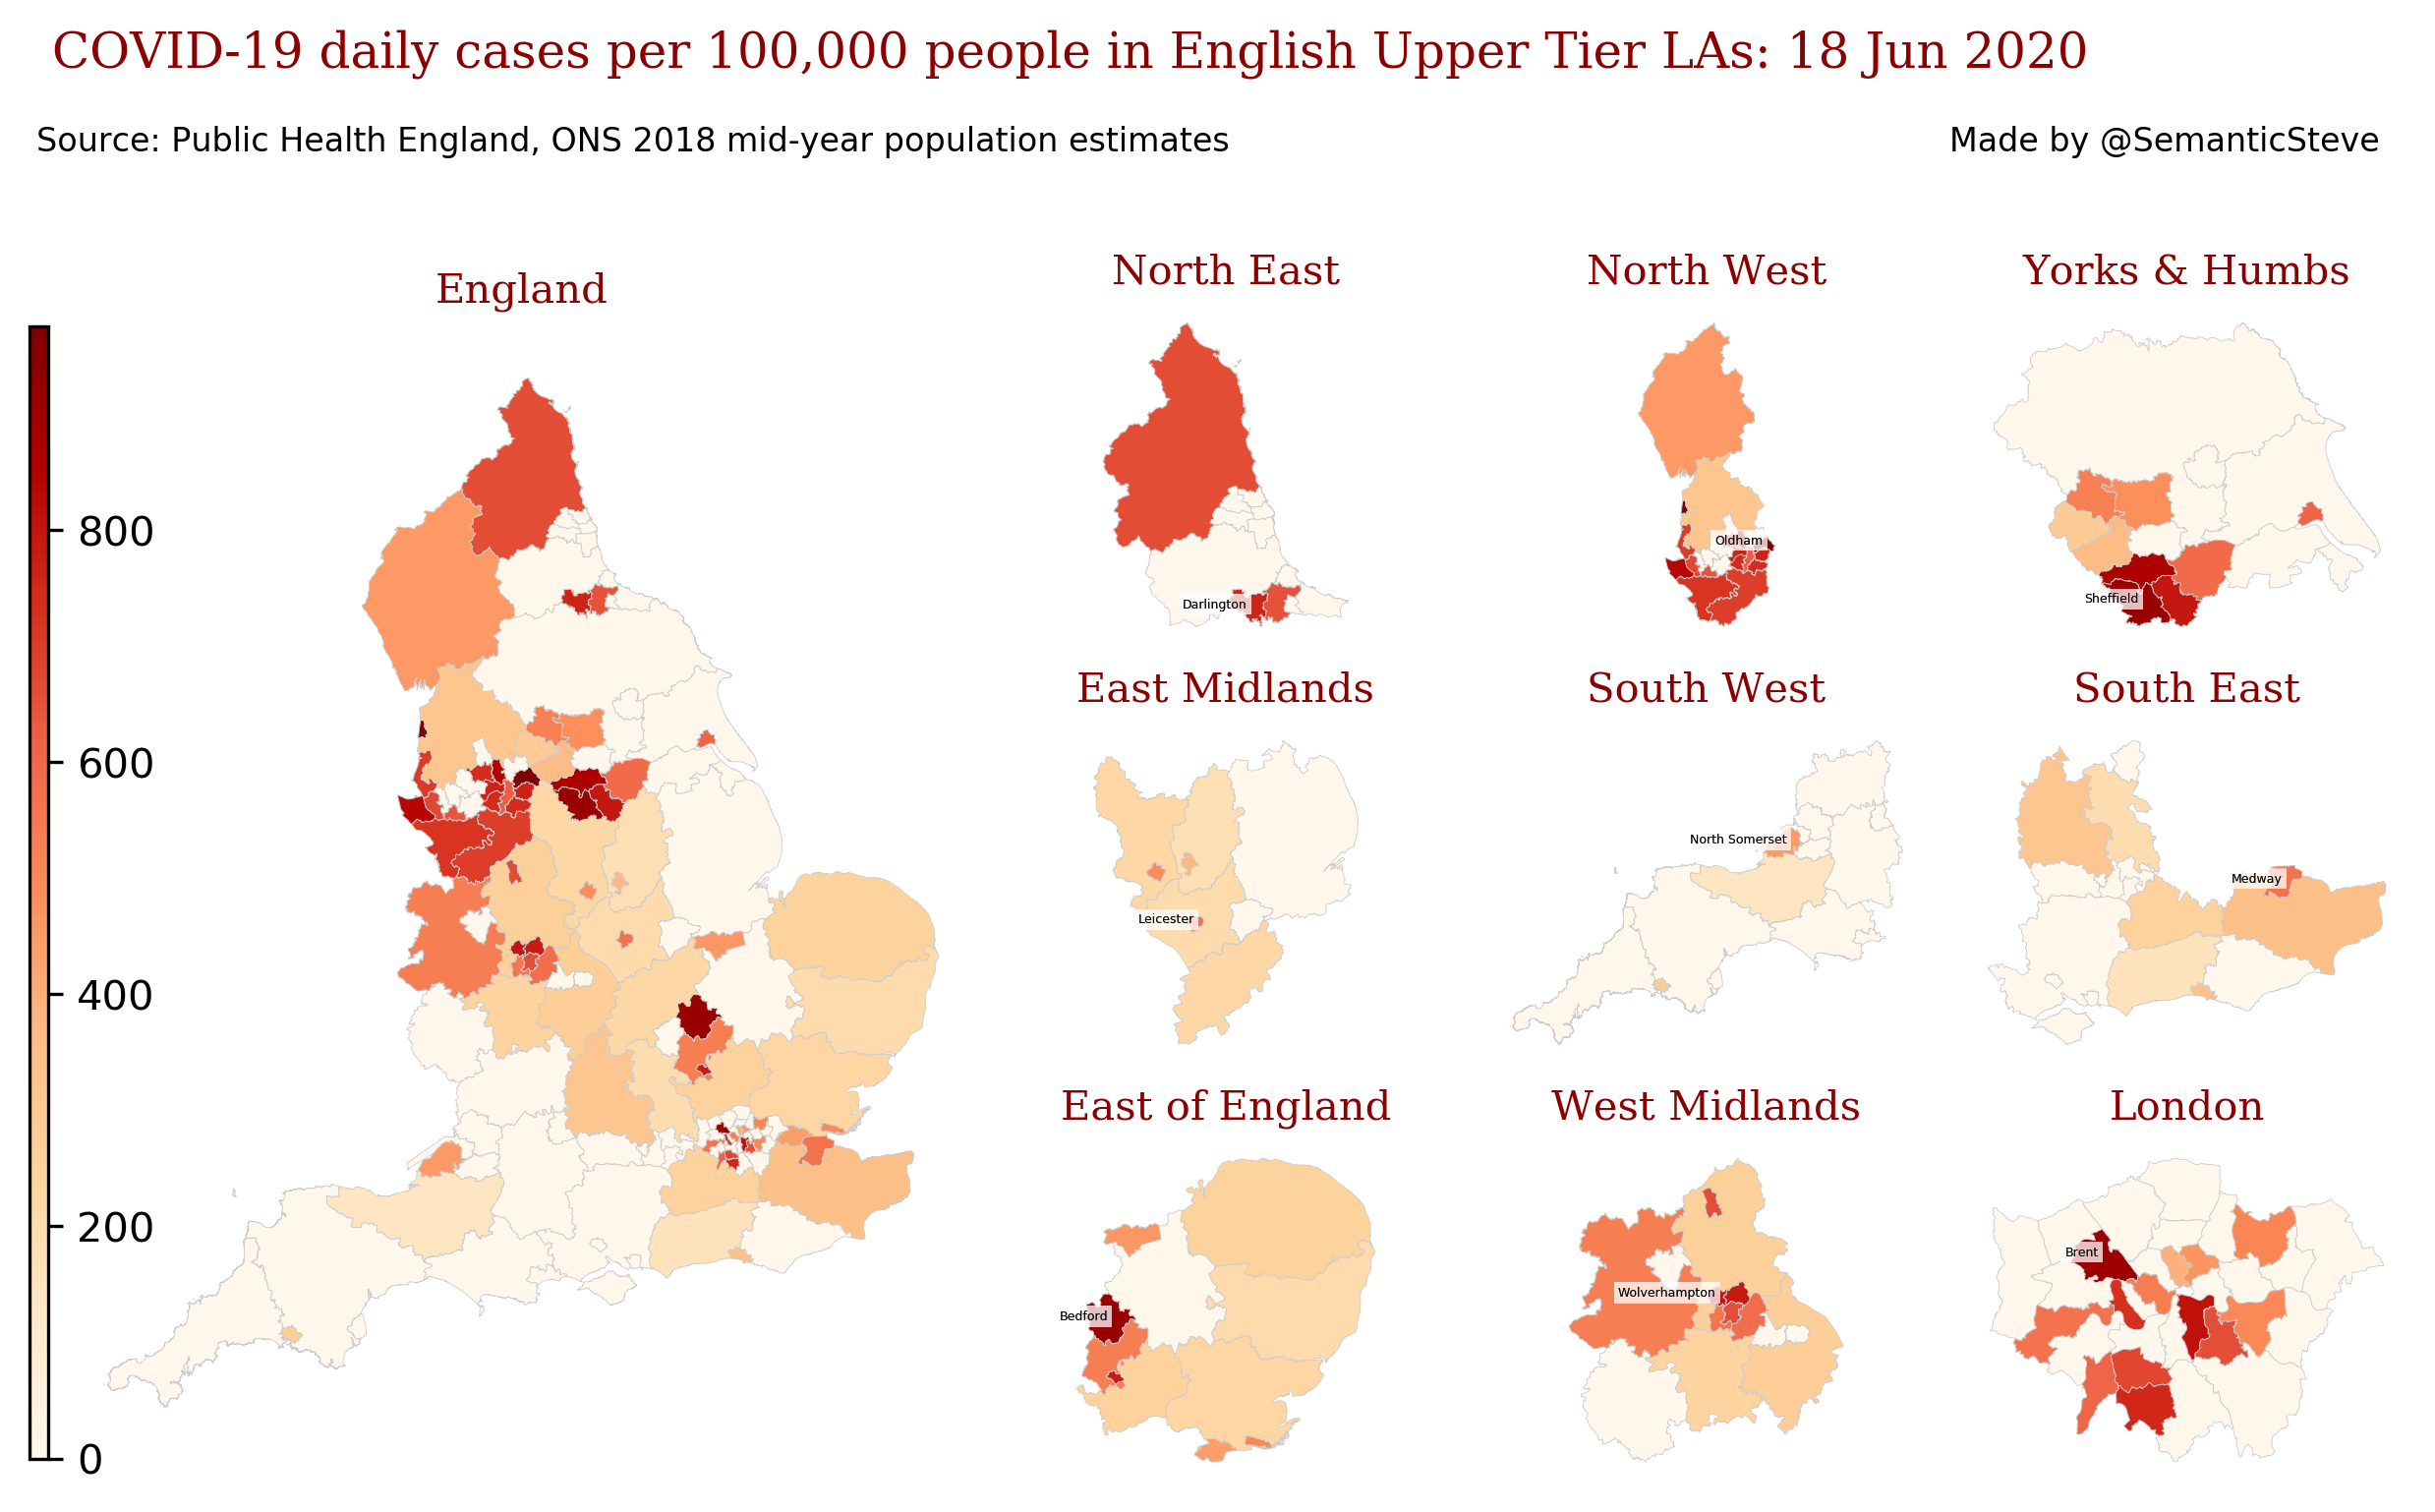 COVID-19 daily cases per 100,000 people in English Upper Tier LAs: 18 Jun 2020
Source: Public Health England, ONS 2018 mid-year population estimates
Made by @SemanticSteve
England
800
600
400
200
0
North East
Darlington
North West
Oldham
Yorks & Humbs
Sheffield
East Midlands
Leicester
South West
North Somerset
South East
Medway
East of England
Bedford
West Midlands
Wolverhampton
London
Brent